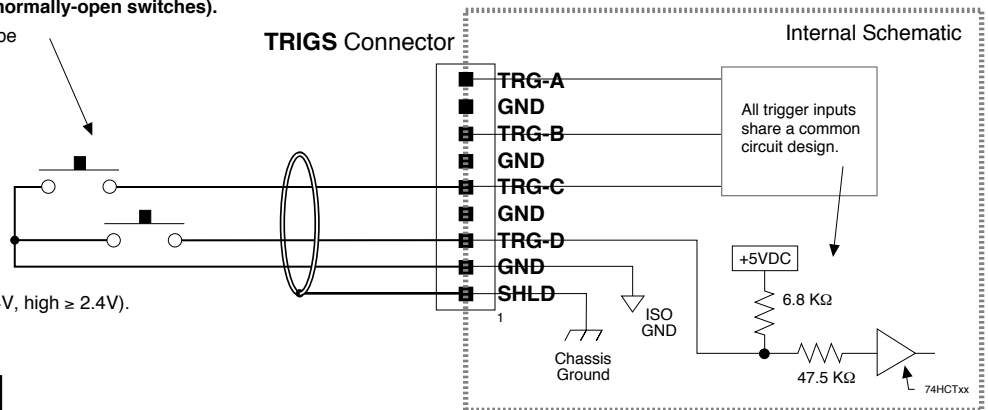 normally-open switches).
be
TRIGS Connector
Internal Schematic
TRG-A
GND
TRG-B
GND
TRG-C
GND
TRG-D
GND
SHLD
1
All trigger inputs
share a common
circuit design.
+5VDC
6.8 KΩ
47.5 KΩ
74HCTxx
ISO
GND
Chassis
Ground
V, high ≥ 2.4V).